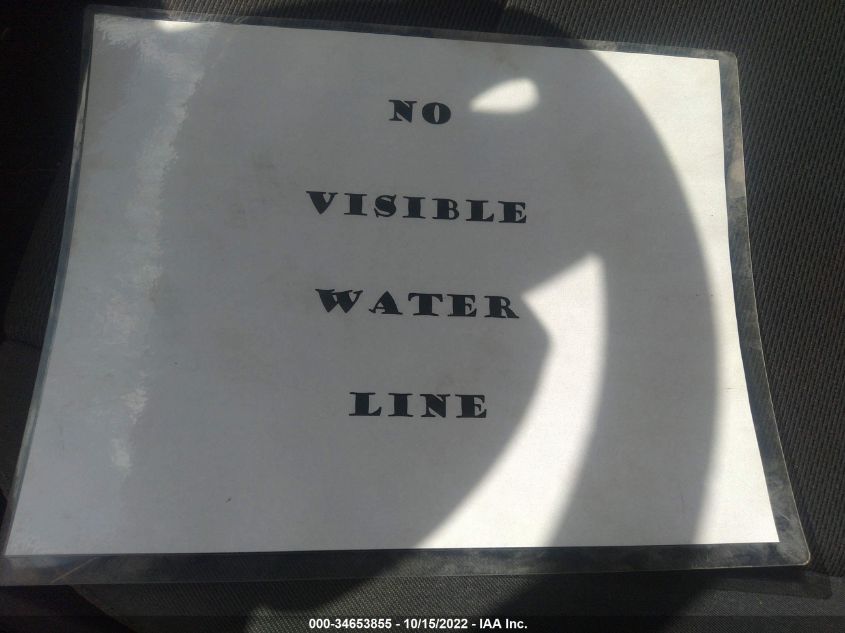 NO
VISIBLE
WATER
LINE
000-34653855 - 10/15/2022 - IAA Inc.